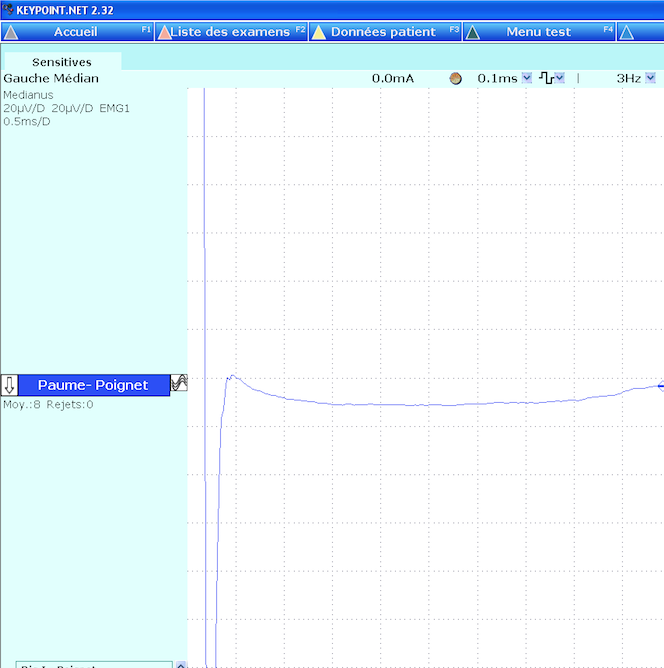 KEYPOINT.NET 2.32
Accueil F1 Liste des examens F2 Données patient F3 Menu test F4
Sensitives
Gauche Médian 0.0mA 0.1ms 3Hz
Medianus
20µV/D 20µV/D EMG1
0.5ms/D
Paume- Poignet
Moy.:8 Rejets:0